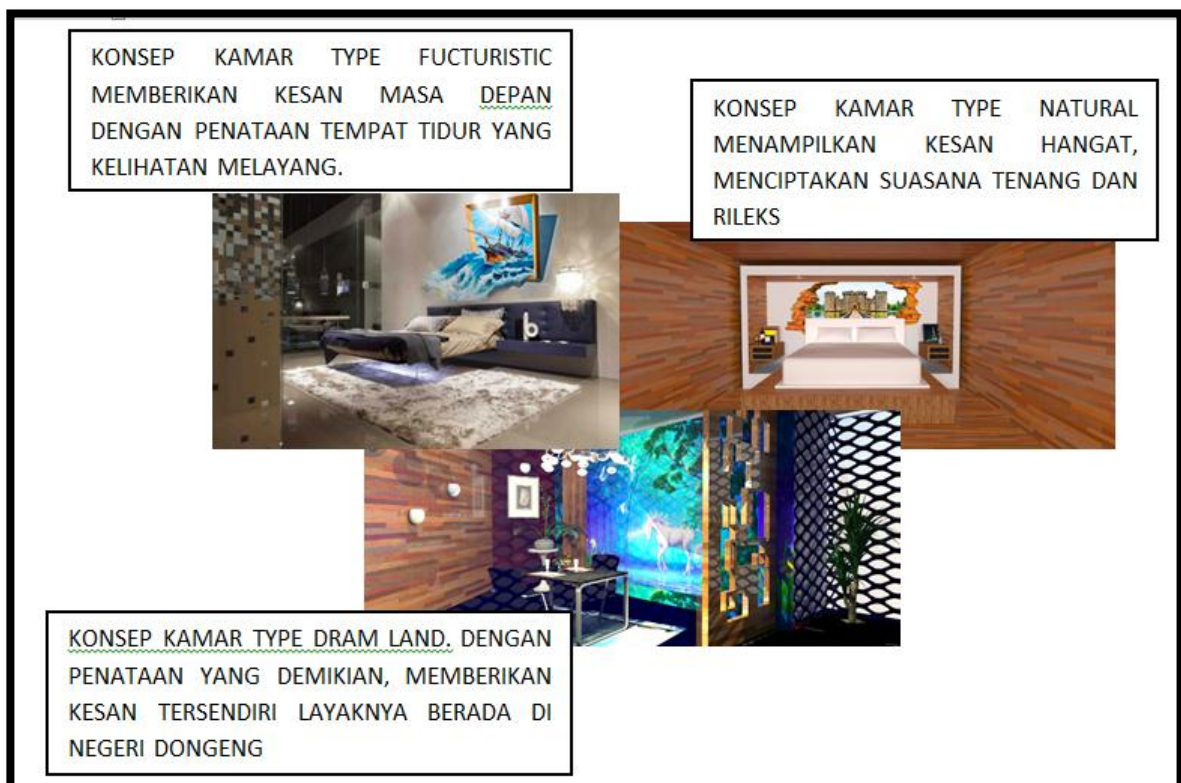 KONSEP KAMAR TYPE FUCTURISTIC
MEMBERIKAN KESAN MASA DEPAN
DENGAN PENATAAN TEMPAT TIDUR YANG
KELIHATAN MELAYANG.
KONSEP KAMAR TYPE NATURAL
MENAMPILKAN KESAN HANGAT,
MENCIPTAKAN SUASANA TENANG DAN
RILEKS
b
KONSEP KAMAR TYPE DRAM LAND. DENGAN
PENATAAN YANG DEMIKIAN, MEMBERIKAN
KESAN TERSENDIRI LAYAKNYA BERADA DI
NEGERI DONGENG